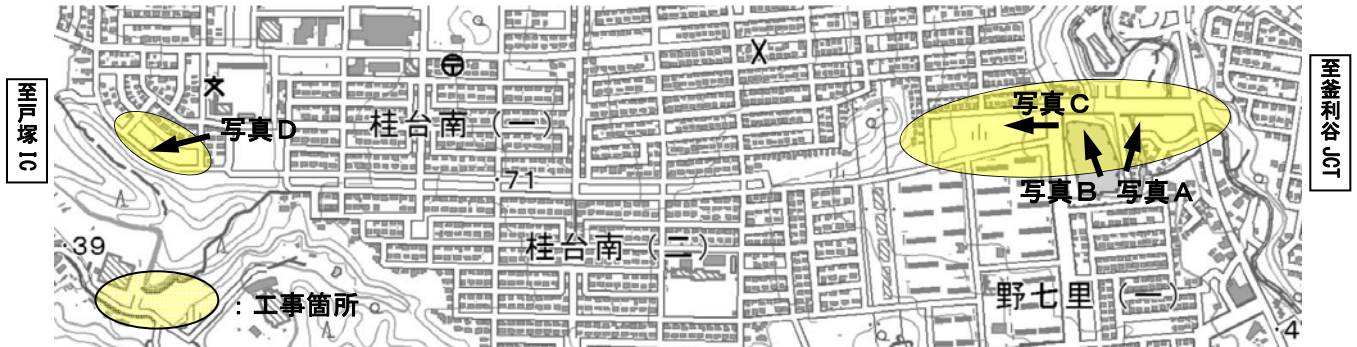 至戸塚IC
写真D
桂台南(一)
・71
桂台南(二)
・39
:工事箇所
写真C
写真B
写真A
野七里(一)
・4
至釜利谷JCT